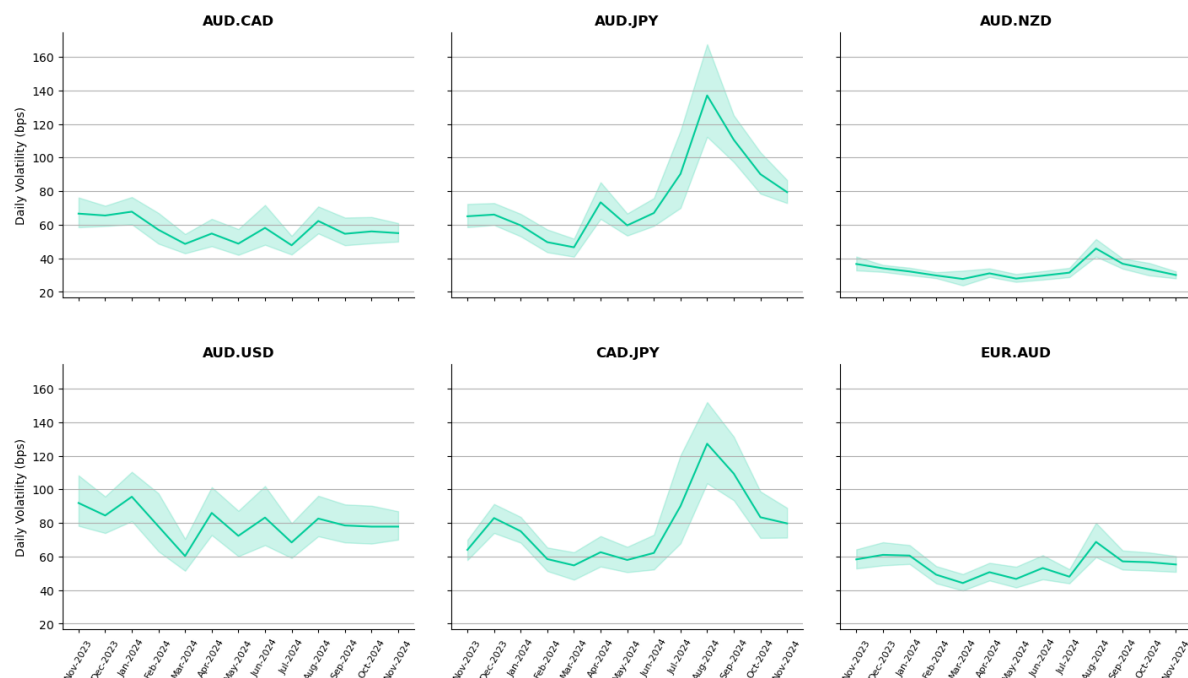 AUD.CAD
AUD.JPY
AUD.NZD
Daily Volatility (bps)
160
140
120
100
80
60
40
20
AUD.USD
CAD.JPY
EUR.AUD
Daily Volatility (bps)
160
140
120
100
80
60
40
20
Nov-2023
Dec-2023
Jan-2024
Feb-2024
Mar-2024
Apr-2024
May-2024
Jun-2024
Jul-2024
Aug-2024
Sep-2024
Oct-2024
Nov-2024
Nov-2023
Dec-2023
Jan-2024
Feb-2024
Mar-2024
Apr-2024
May-2024
Jun-2024
Jul-2024
Aug-2024
Sep-2024
Oct-2024
Nov-2024
Nov-2023
Dec-2023
Jan-2024
Feb-2024
Mar-2024
Apr-2024
May-2024
Jun-2024
Jul-2024
Aug-2024
Sep-2024
Oct-2024
Nov-2024